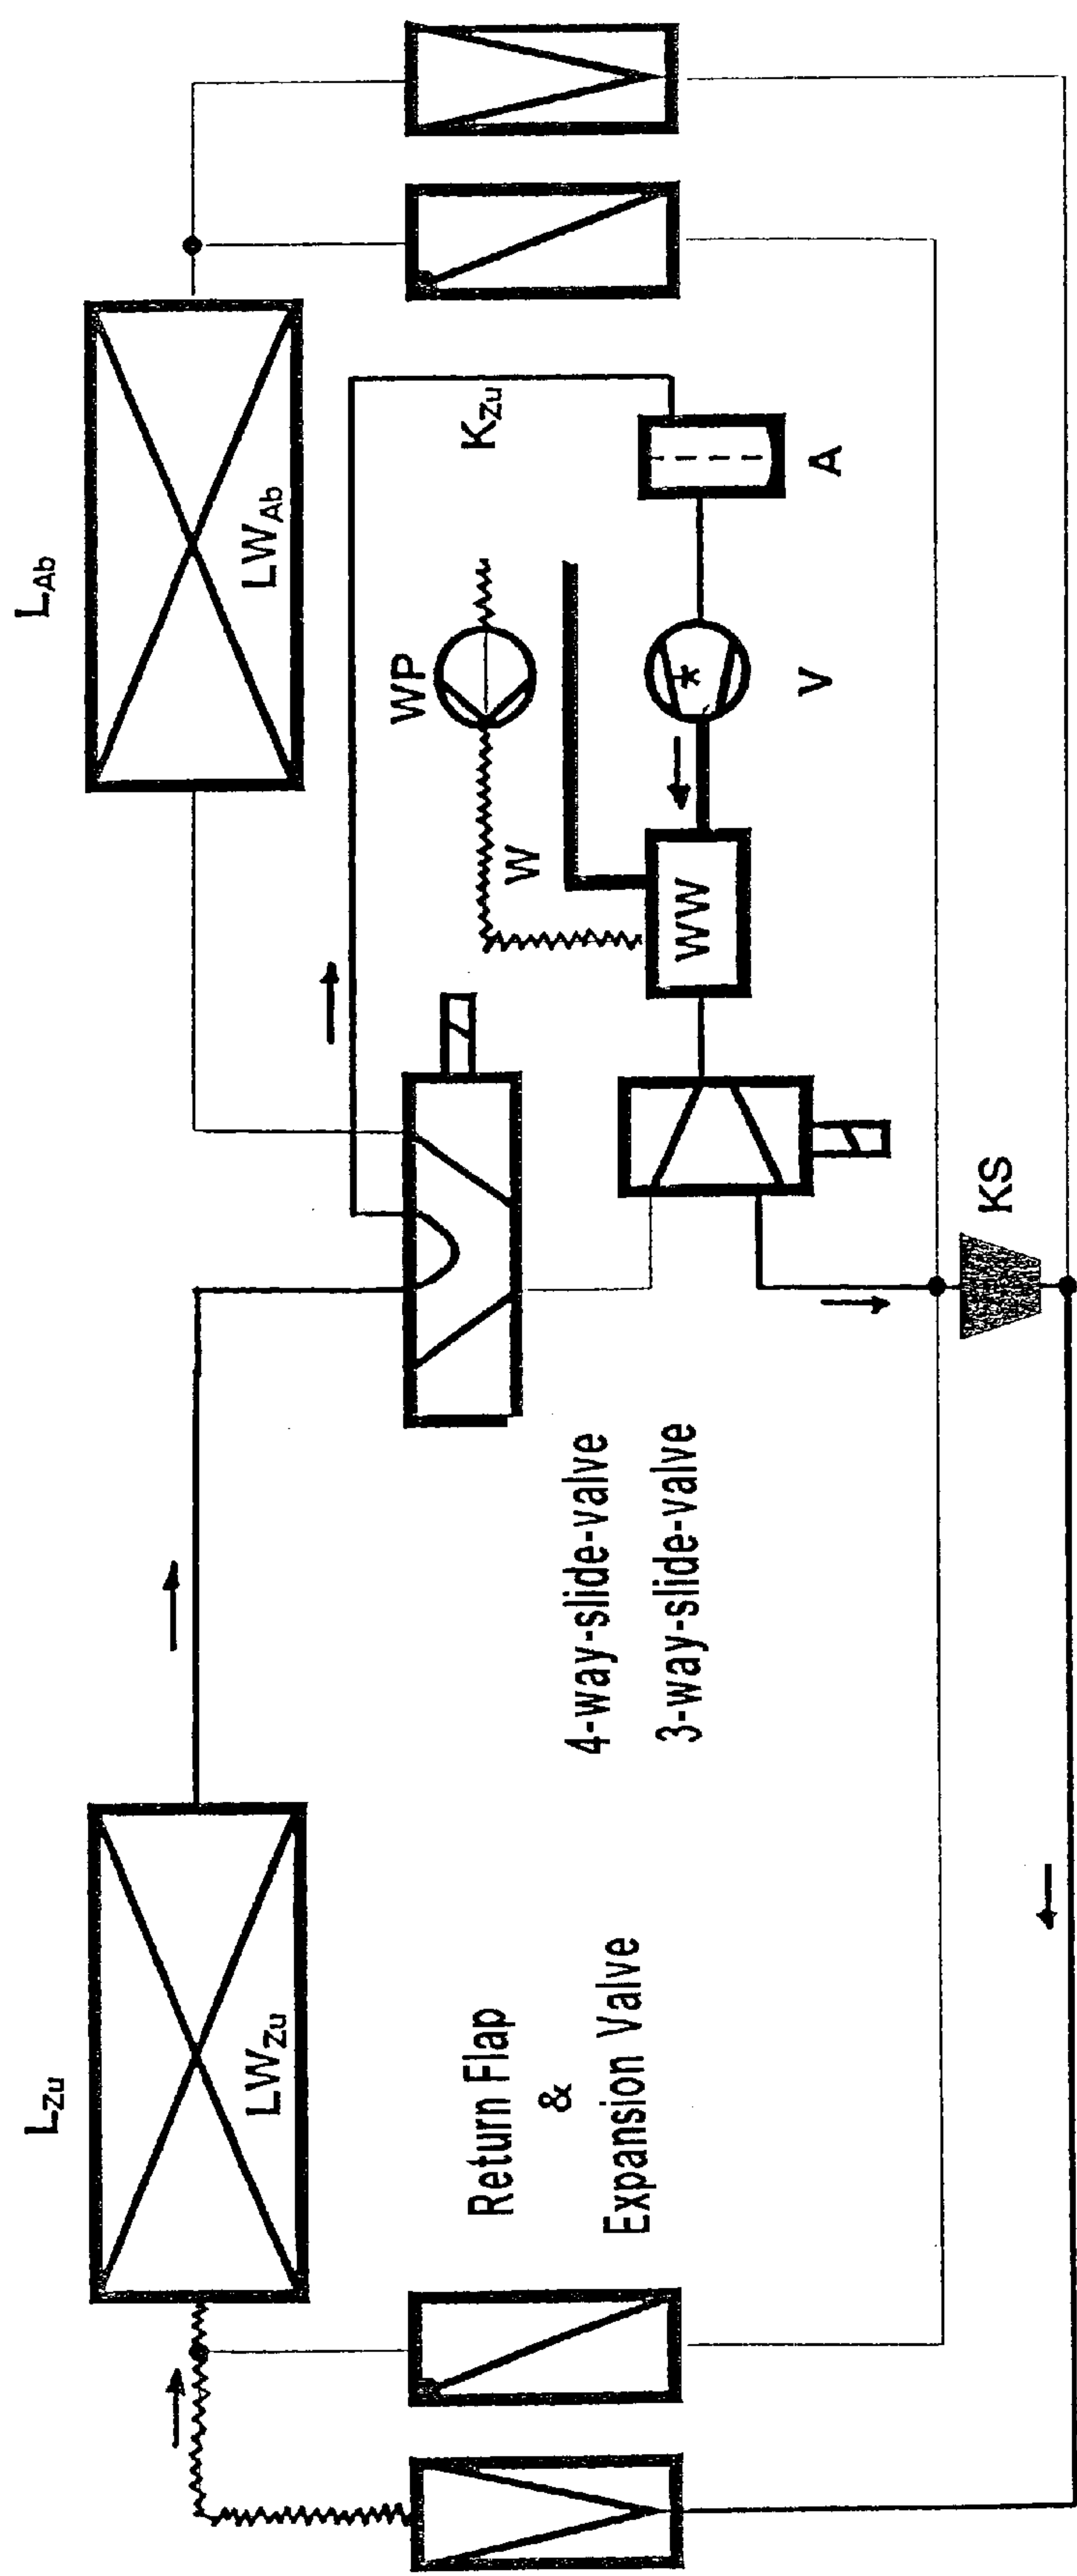 L_Zu
LW_Zu
L_Ab
LW_Ab
Return Flap
&
Expansion Valve
4-way-slide-valve
3-way-slide-valve
WP
W
K_Zu
WW
V
A
KS
*